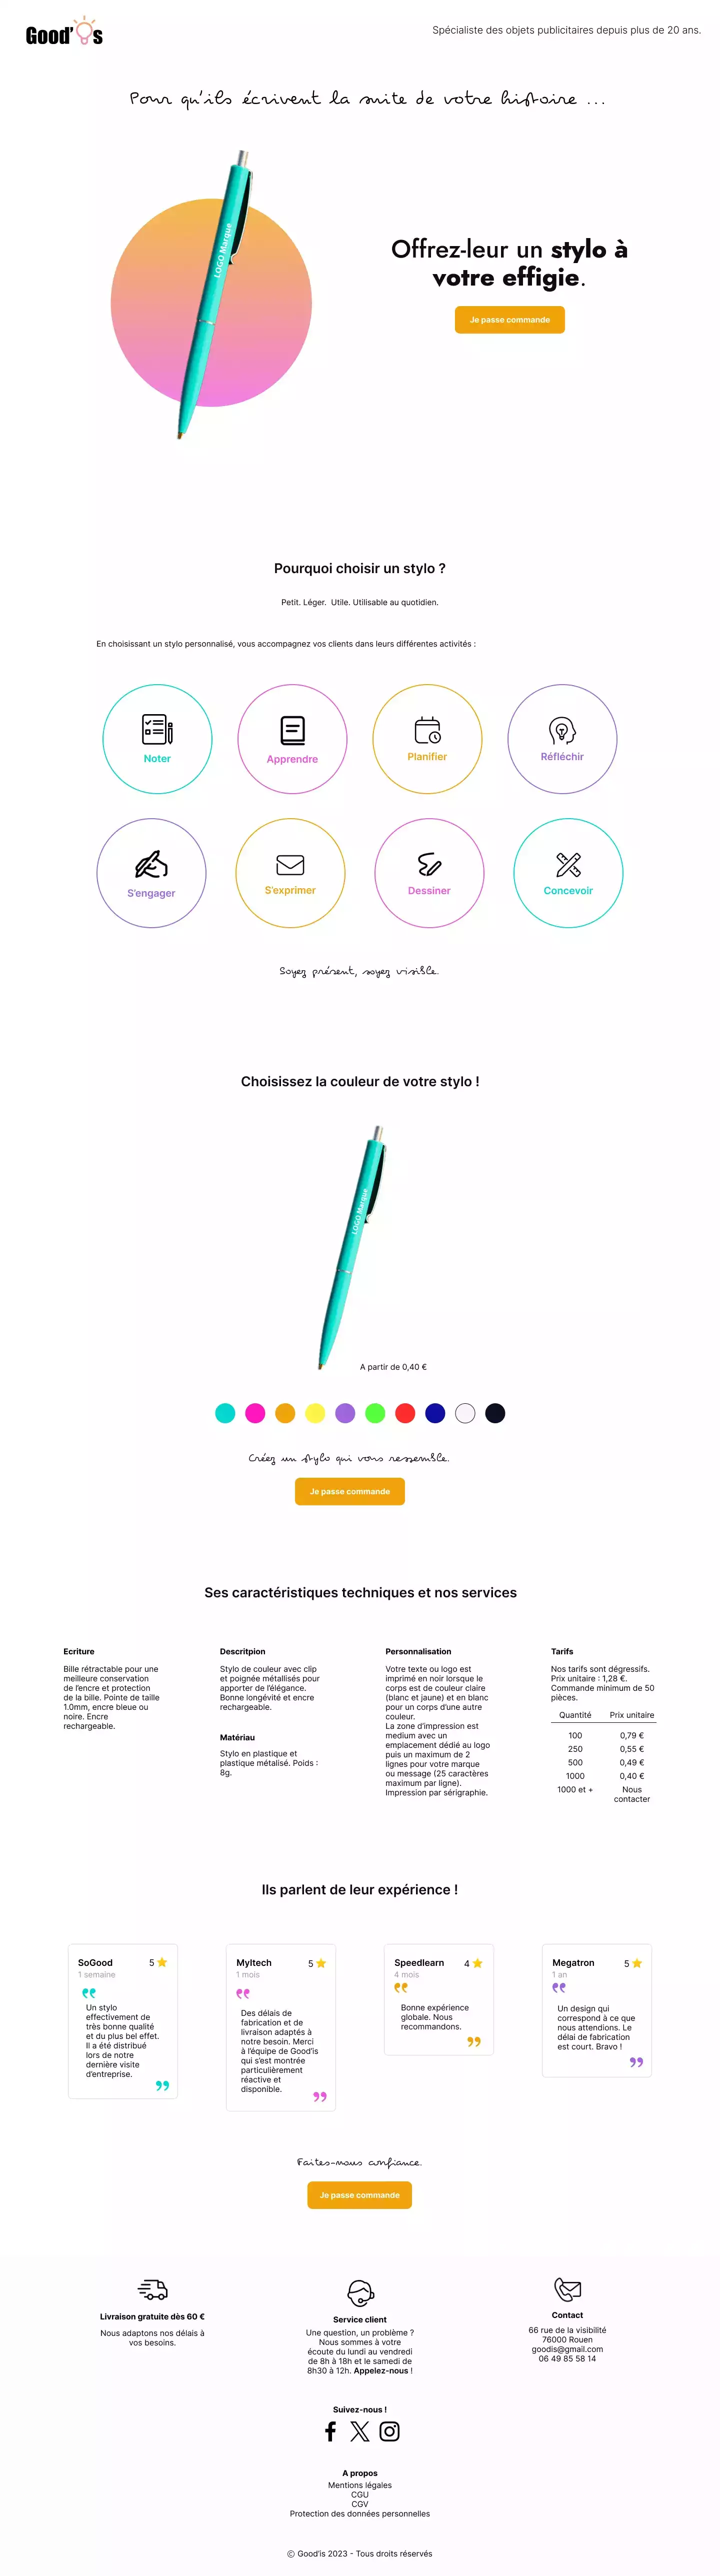 Good's
Spécialiste des objets publicitaires depuis plus de 20 ans.
Pour qu'ils écrivent la suite de votre histoire ...
LOGO Marque
Offrez-leur un stylo à
votre effigie.
Je passe commande
Pourquoi choisir un stylo ?
Petit. Léger. Utile. Utilisable au quotidien.
En choisissant un stylo personnalisé, vous accompagnez vos clients dans leurs différentes activités :
Noter
Apprendre
Planifier
Réfléchir
S'engager
S'exprimer
Dessiner
Concevoir
Soyez présent, soyez visible.
Choisissez la couleur de votre stylo !
LOGO Marque
A partir de 0,40 €
Créez un stylo qui vous ressemble.
Je passe commande
Ses caractéristiques techniques et nos services
Ecriture
Bille rétractable pour une
meilleure conservation
de l'encre et protection
de la bille. Pointe de taille
1.0mm, encre bleue ou
noire. Encre
rechargeable.
Descritpion
Stylo de couleur avec clip
et poignée métallisés pour
apporter de l'élégance.
Bonne longévité et encre
rechargeable.
Matériau
Stylo en plastique et
plastique métalisé. Poids :
8g.
Personnalisation
Votre texte ou logo est
imprimé en noir lorsque le
corps est de couleur claire
(blanc et jaune) et en blanc
pour un corps d'une autre
couleur.
La zone d'impression est
medium avec un
emplacement dédié au logo
puis un maximum de 2
lignes pour votre marque
ou message (25 caractères
maximum par ligne).
Impression par sérigraphie.
Tarifs
Nos tarifs sont dégressifs.
Prix unitaire : 1,28 €.
Commande minimum de 50
pièces.
Quantité Prix unitaire
100 0,79 €
250 0,55 €
500 0,49 €
1000 0,40 €
1000 et + Nous
contacter
Ils parlent de leur expérience !
SoGood 5
1 semaine
Un stylo
effectivement de
très bonne qualité
et du plus bel effet.
Il a été distribué
lors de notre
dernière visite
d'entreprise.
Myltech 5
1 mois
Des délais de
fabrication et de
livraison adaptés à
notre besoin. Merci
à l'équipe de Good'is
qui s'est montrée
particulièrement
réactive et
disponible.
Speedlearn 4
4 mois
Bonne expérience
globale. Nous
recommandons.
Megatron 5
1 an
Un design qui
correspond à ce que
nous attendions. Le
délai de fabrication
est court. Bravo !
Faites-nous confiance.
Je passe commande
Livraison gratuite dès 60 €
Nous adaptons nos délais à
vos besoins.
Service client
Une question, un problème ?
Nous sommes à votre
écoute du lundi au vendredi
de 8h à 18h et le samedi de
8h30 à 12h. Appelez-nous !
Contact
66 rue de la visibilité
76000 Rouen
goodis@gmail.com
06 49 85 58 14
Suivez-nous !
A propos
Mentions légales
CGU
CGV
Protection des données personnelles
© Good'is 2023 - Tous droits réservés